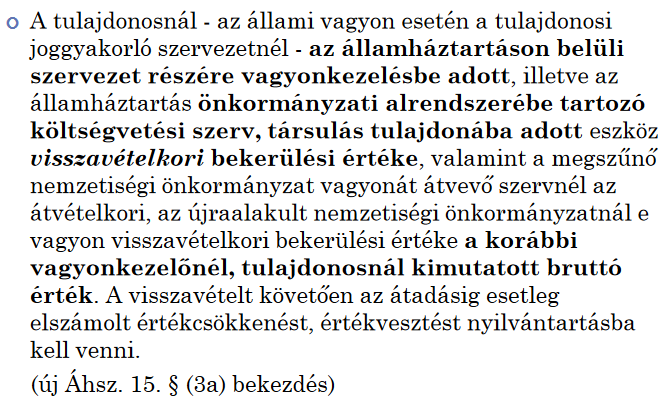 A tulajdonosnál - az állami vagyon esetén a tulajdonosi
joggyakorló szervezetnél - az államháztartáson belüli
szervezet részére vagyonkezelésbe adott, illetve az
államháztartás önkormányzati alrendszerébe tartozó
költségvetési szerv, társulás tulajdonába adott eszköz
visszavételkori bekerülési értéke, valamint a megszűnő
nemzetiségi önkormányzat vagyonát átvevő szervnél az
átvételkori, az újraalakult nemzetiségi önkormányzatnál e
vagyon visszavételkori bekerülési értéke a korábbi
vagyonkezelőnél, tulajdonosnál kimutatott bruttó
érték. A visszavételt követően az átadásig esetleg
elszámolt értékcsökkenést, értékvesztést nyilvántartásba
kell venni.
(új Áhsz. 15. § (3a) bekezdés)